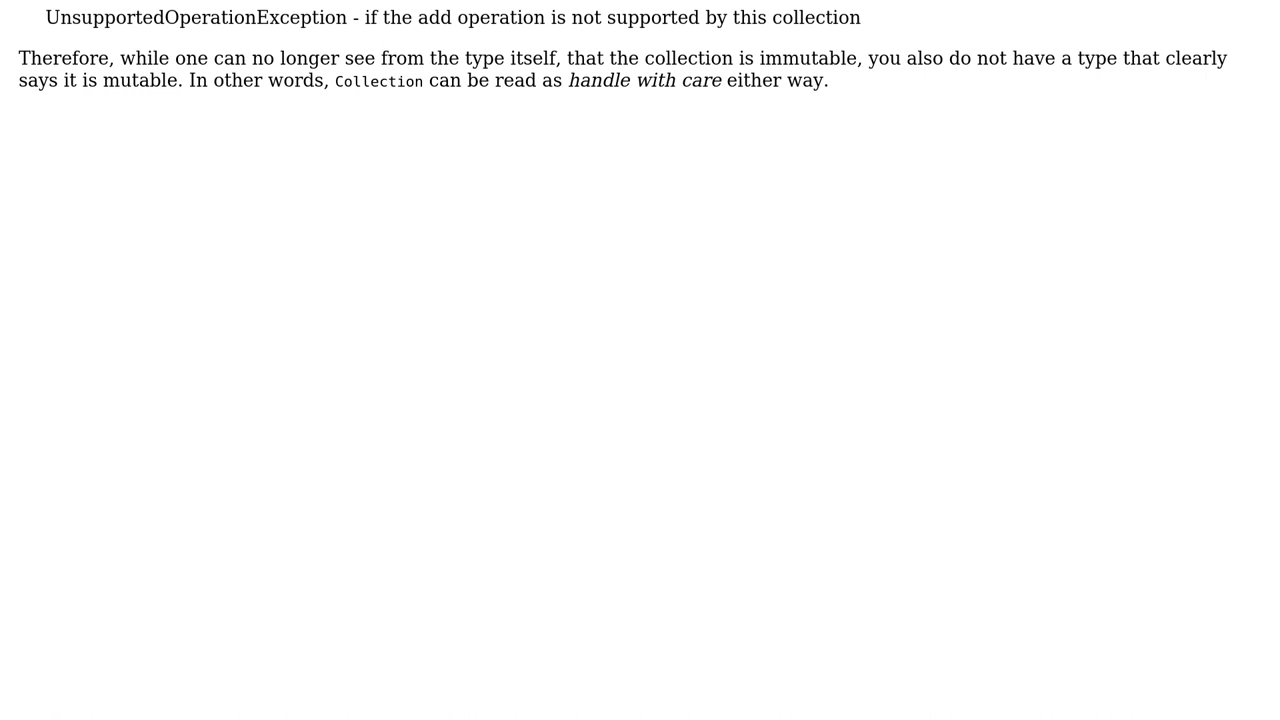 UnsupportedOperationException - if the add operation is not supported by this collection
Therefore, while one can no longer see from the type itself, that the collection is immutable, you also do not have a type that clearly
says it is mutable. In other words, Collection can be read as handle with care either way.